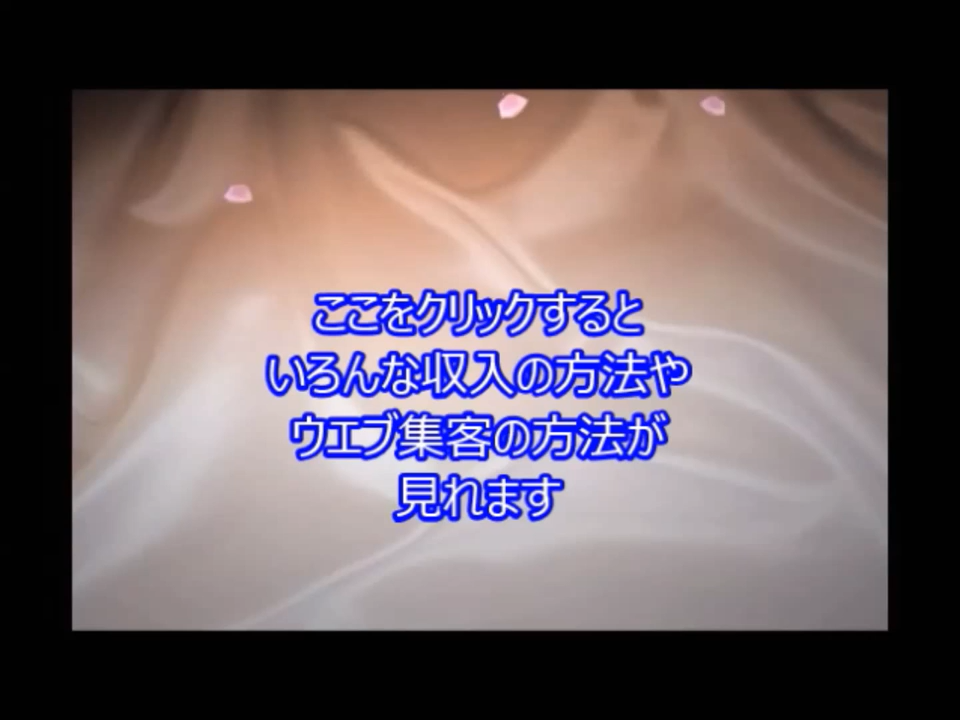 ここをクリックすると
いろんな収入の方法や
ウエブ集客の方法が
見れます